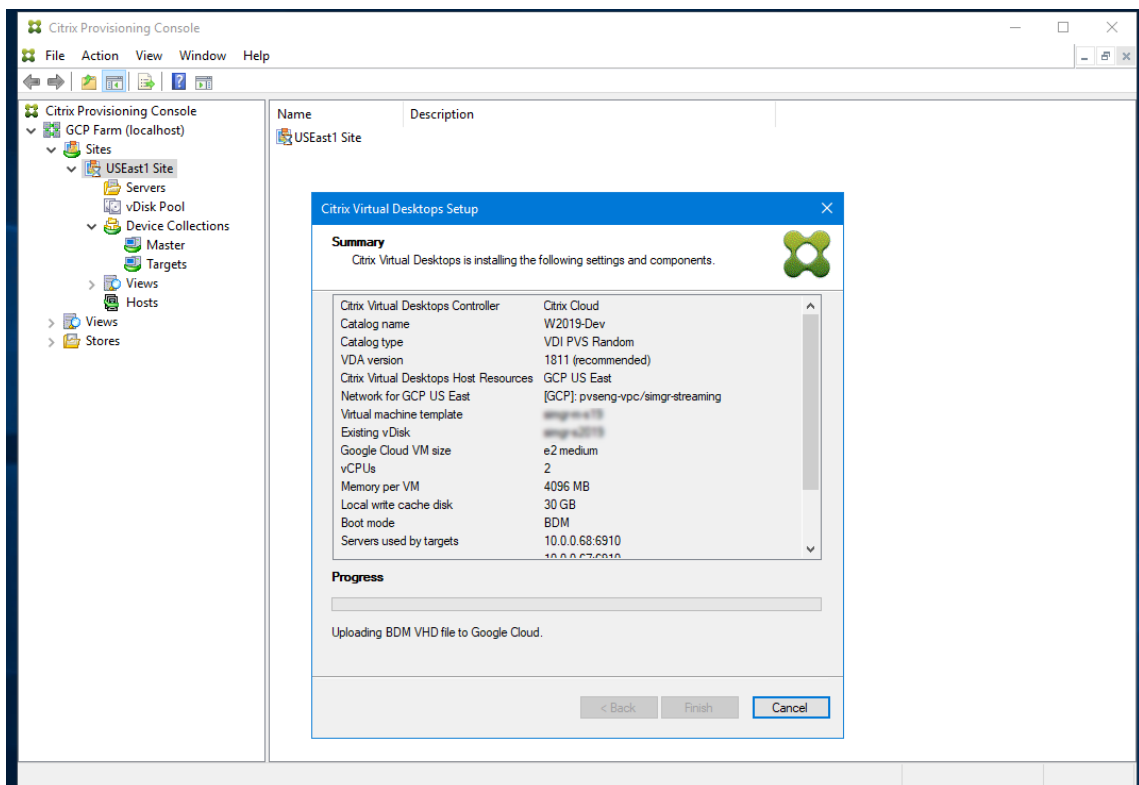 Citrix Provisioning Console
File Action View Window Help
Citrix Provisioning Console
GCP Farm (localhost)
Sites
USEast1 Site
Servers
vDisk Pool
Device Collections
Master
Targets
Views
Hosts
Views
Stores
Name Description
USEast1 Site
Citrix Virtual Desktops Setup
Summary
Citrix Virtual Desktops is installing the following settings and components.
Citrix Virtual Desktops Controller Citrix Cloud
Catalog name W2019-Dev
Catalog type VDI PVS Random
VDA version 1811 (recommended)
Citrix Virtual Desktops Host Resources GCP US East
Network for GCP US East [GCP]: pvseng-vpc/simgr-streaming
Virtual machine template
Existing vDisk
Google Cloud VM size e2 medium
vCPUs 2
Memory per VM 4096 MB
Local write cache disk 30 GB
Boot mode BDM
Servers used by targets 10.0.0.68:6910
10.0.0.67:6910
Progress
Uploading BDM VHD file to Google Cloud.
< Back Finish Cancel